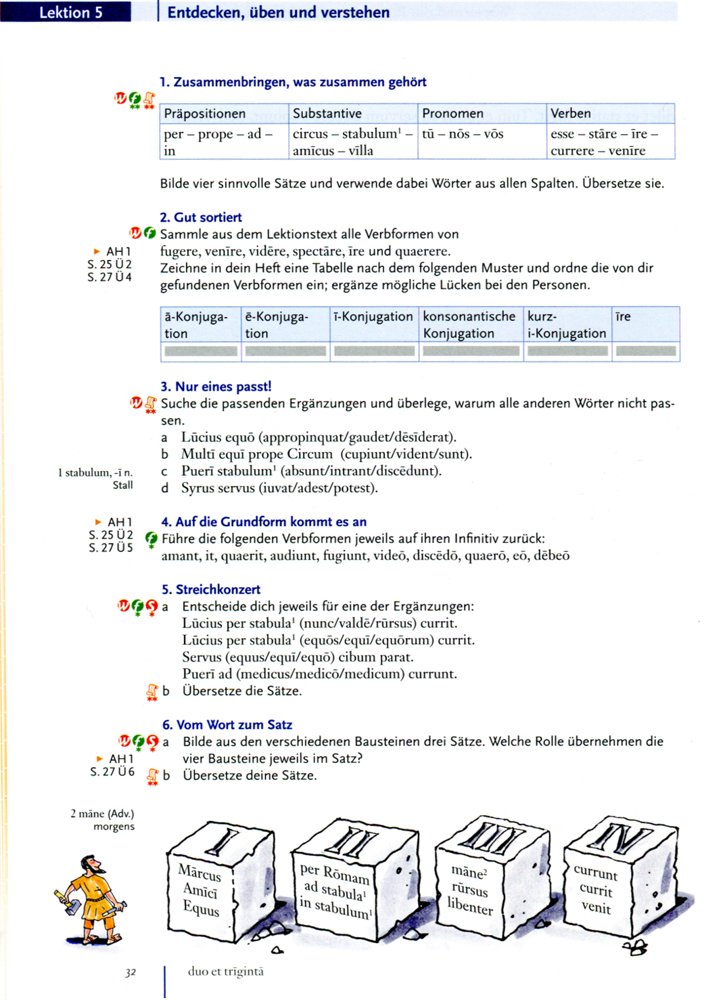 Lektion 5
Entdecken, üben und verstehen
1. Zusammenbringen, was zusammen gehört
Präpositionen Substantive Pronomen Verben
per – prope – ad – circus – stabulum¹ – tū – nōs – vōs esse – stāre – īre –
in amīcus – vīlla currere – venīre
Bilde vier sinnvolle Sätze und verwende dabei Wörter aus allen Spalten. Übersetze sie.
2. Gut sortiert
Sammle aus dem Lektionstext alle Verbformen von
► AH 1
fugere, venīre, vidēre, spectāre, īre und quaerere.
S. 25 Ü 2
Zeichne in dein Heft eine Tabelle nach dem folgenden Muster und ordne die von dir
S. 27 Ü 4
gefundenen Verbformen ein; ergänze mögliche Lücken bei den Personen.
ā-Konjuga- ē-Konjuga- ī-Konjugation konsonantische kurz- īre
tion tion Konjugation i-Konjugation
3. Nur eines passt!
Suche die passenden Ergänzungen und überlege, warum alle anderen Wörter nicht pas-
sen.
a Lūcius equō (appropinquat/gaudet/dēsīderat).
b Multī equī prope Circum (cupiunt/vident/sunt).
1 stabulum, -ī n.
Stall
c Puerī stabulum¹ (absunt/intrant/discēdunt).
d Syrus servus (iuvat/adest/potest).
► AH 1
S. 25 Ü 2
S. 27 Ü 5
4. Auf die Grundform kommt es an
Führe die folgenden Verbformen jeweils auf ihren Infinitiv zurück:
amant, it, quaerit, audiunt, fugiunt, videō, discēdō, quaerō, eō, dēbeō
5. Streichkonzert
a Entscheide dich jeweils für eine der Ergänzungen:
Lūcius per stabula¹ (nunc/valdē/rūrsus) currit.
Lūcius per stabula¹ (equōs/equī/equōrum) currit.
Servus (equus/equī/equō) cibum parat.
Puerī ad (medicus/medicō/medicum) currunt.
b Übersetze die Sätze.
6. Vom Wort zum Satz
a Bilde aus den verschiedenen Bausteinen drei Sätze. Welche Rolle übernehmen die
vier Bausteine jeweils im Satz?
► AH 1
S. 27 Ü 6
b Übersetze deine Sätze.
2 māne (Adv.)
morgens
I
Mārcus
Amīcī
Equus
II
per Rōmam
ad stabula¹
in stabulum¹
III
māne²
rūrsus
libenter
IV
currunt
currit
venit
32
duo et trīgintā